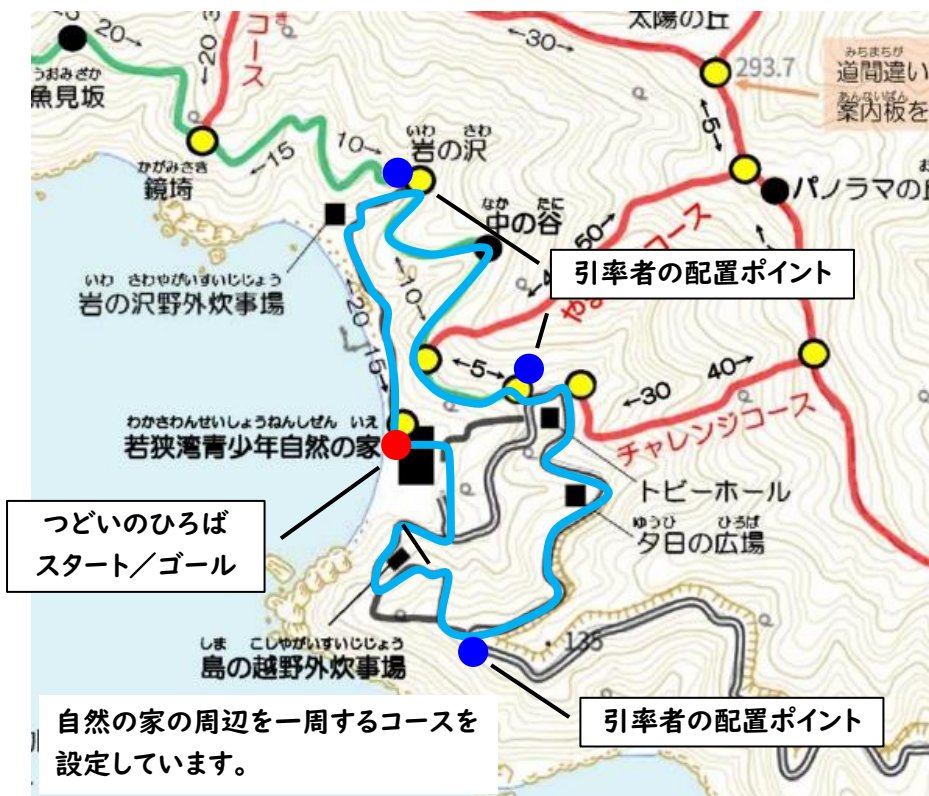 太陽の丘
20→
←20
コース
き
←30→
293.7
みちまちが
道間違い
あんないばん
案内板を
うおみざか
魚見坂
←15
10→
いわ さわ
岩の沢
←5→
かがみさき
鏡埼
なか たに
中の谷
パノラマの
50
コース
引率者の配置ポイント
いわ さわやがいすいじじょう
岩の沢野外炊事場
←20
15→
←10→
←5→
←30
40→
チャレンジコース
わかさわんせいしょうねんしぜん いえ
若狭湾青少年自然の家
トビーホール
ゆうひ ひろば
夕日の広場
つどいのひろば
スタート/ゴール
しま こしやがいすいじじょう
島の越野外炊事場
135
引率者の配置ポイント
自然の家の周辺を一周するコースを
設定しています。